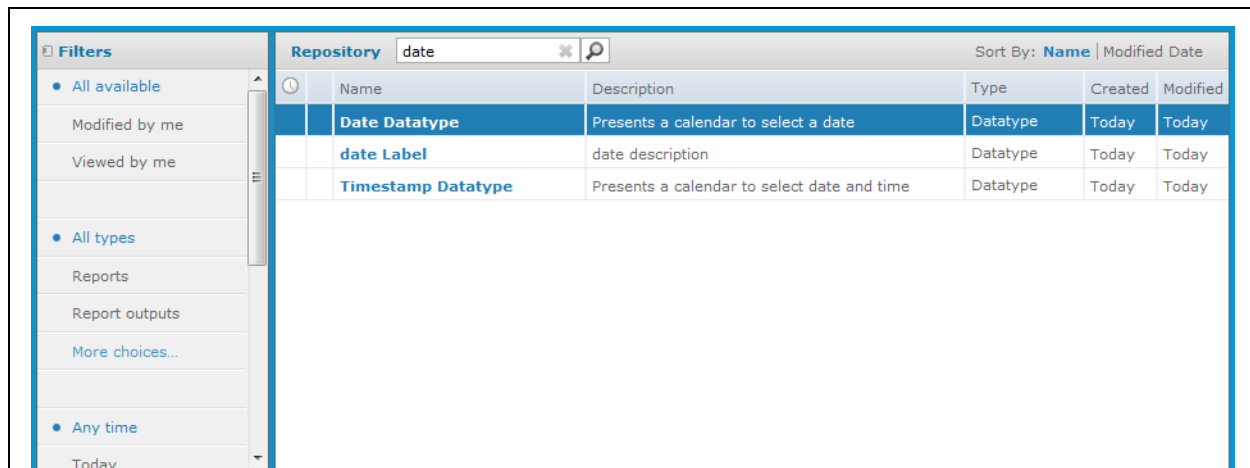 Filters
All available
Modified by me
Viewed by me
All types
Reports
Report outputs
More choices...
Any time
Today
Repository date Sort By: Name | Modified Date
Name Description Type Created Modified
Date Datatype Presents a calendar to select a date Datatype Today Today
date Label date description Datatype Today Today
Timestamp Datatype Presents a calendar to select date and time Datatype Today Today